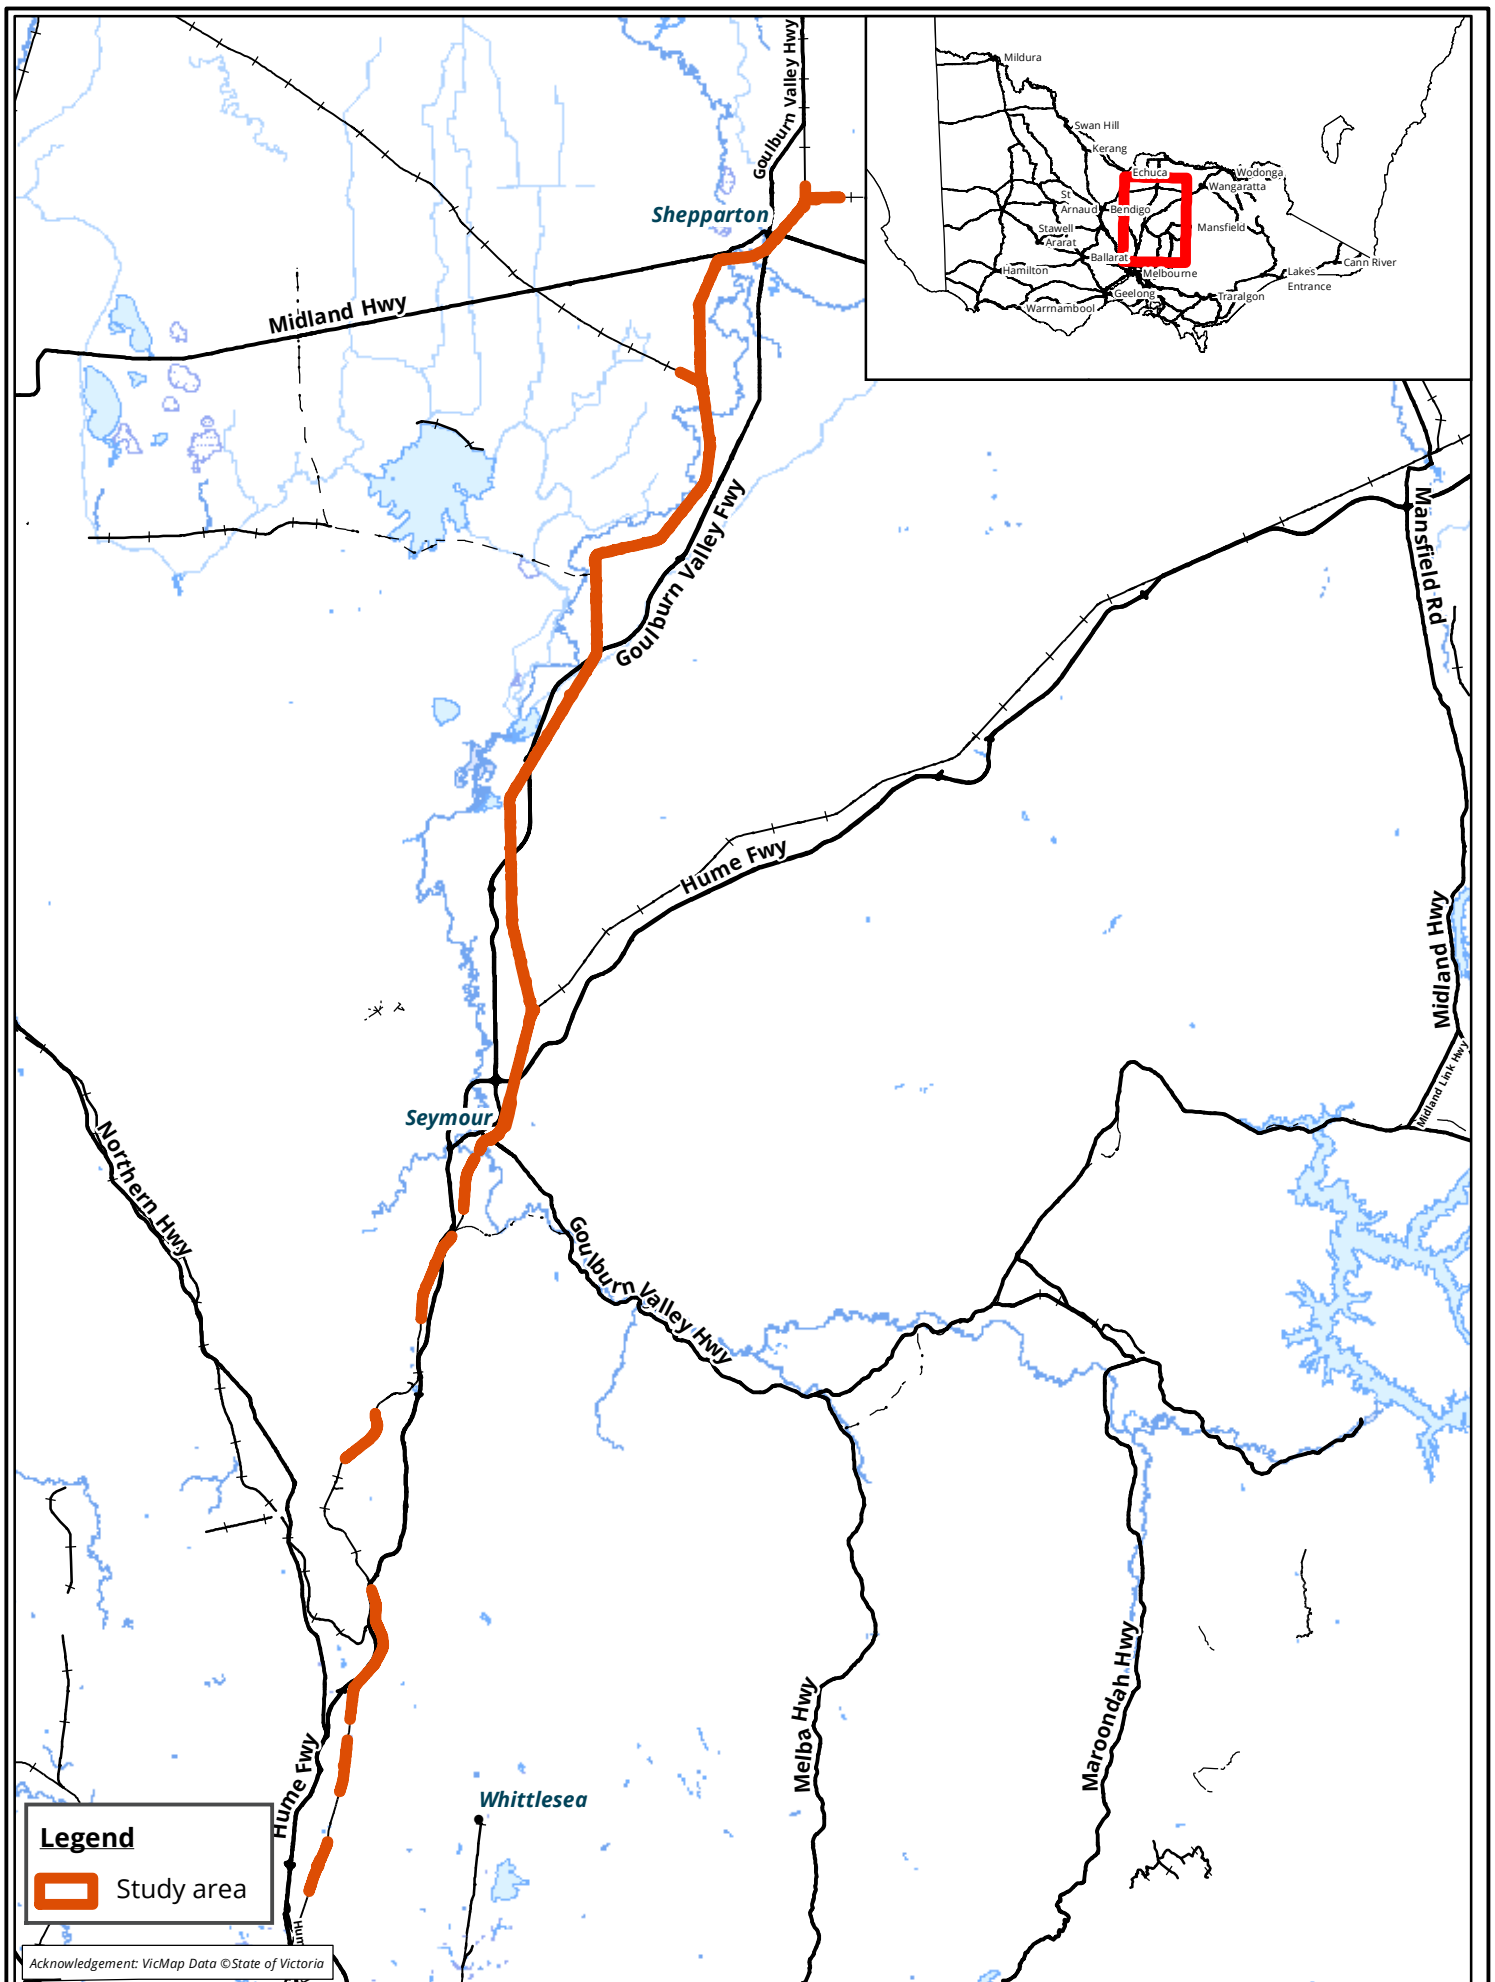 Goulburn Valley Hwy
Mildura
Swan Hill
Kerang
Echuca
Wodonga
Wangaratta
St
Arnaud
Bendigo
Stawell
Mansfield
Ararat
Ballarat
Cann River
Hamilton
Melbourne
Lakes
Entrance
Geelong
Traralgon
Warrnambool
Shepparton
Midland Hwy
Goulburn Valley Fwy
Mansfield Rd
Hume Fwy
Midland Hwy
Midland Link Hwy
Seymour
Northern Hwy
Goulburn Valley Hwy
Melba Hwy
Maroondah Hwy
Hume Fwy
Whittlesea
Legend
Study area
Hum
Acknowledgement: VicMap Data ©State of Victoria